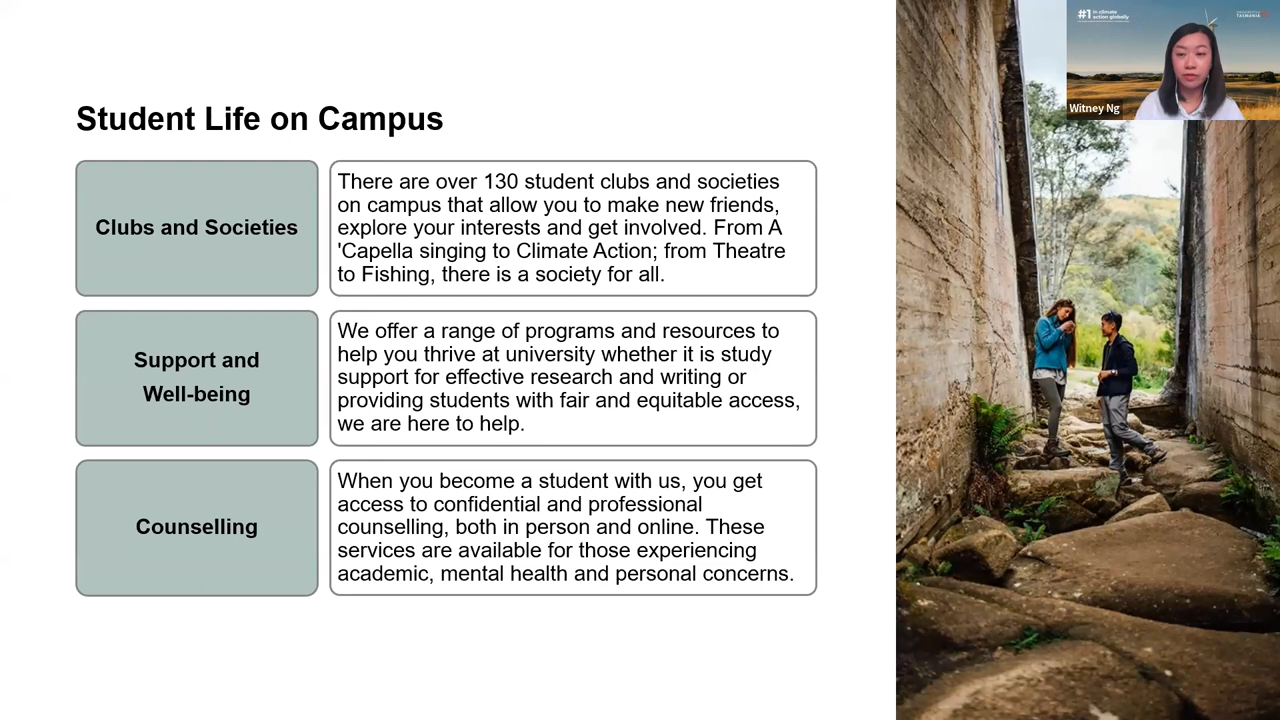 Student Life on Campus
Clubs and Societies
There are over 130 student clubs and societies
on campus that allow you to make new friends,
explore your interests and get involved. From A
'Capella singing to Climate Action; from Theatre
to Fishing, there is a society for all.
Support and
Well-being
We offer a range of programs and resources to
help you thrive at university whether it is study
support for effective research and writing or
providing students with fair and equitable access,
we are here to help.
Counselling
When you become a student with us, you get
access to confidential and professional
counselling, both in person and online. These
services are available for those experiencing
academic, mental health and personal concerns.
#1 in climate
action globally
TASMANIA
Witney Ng